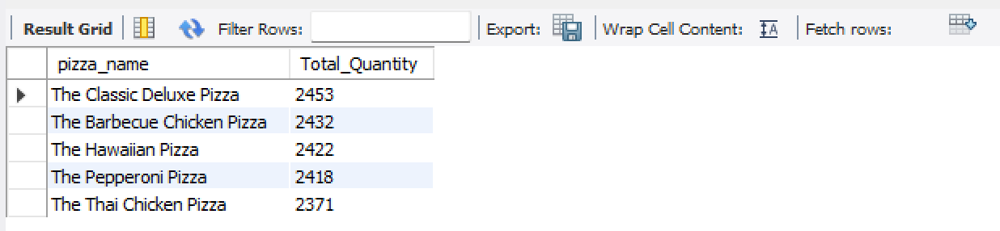 Result Grid Filter Rows: Export: Wrap Cell Content: IA Fetch rows:
pizza_name Total_Quantity
The Classic Deluxe Pizza 2453
The Barbecue Chicken Pizza 2432
The Hawaiian Pizza 2422
The Pepperoni Pizza 2418
The Thai Chicken Pizza 2371